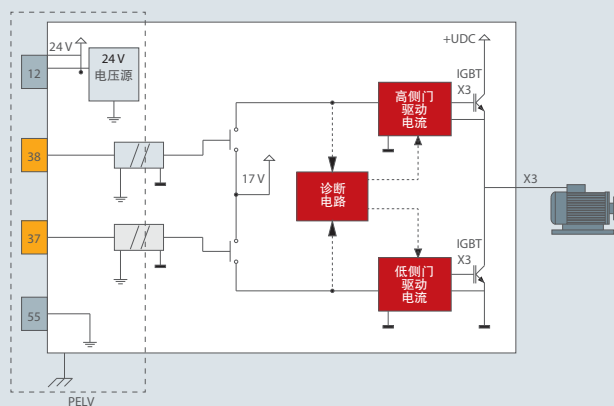 +UDC
24 V
12
24 V
电压源
IGBT
X3
高侧门
驱动
电流
38
17 V
诊断
电路
X3
37
IGBT
X3
低侧门
驱动
电流
55
PELV